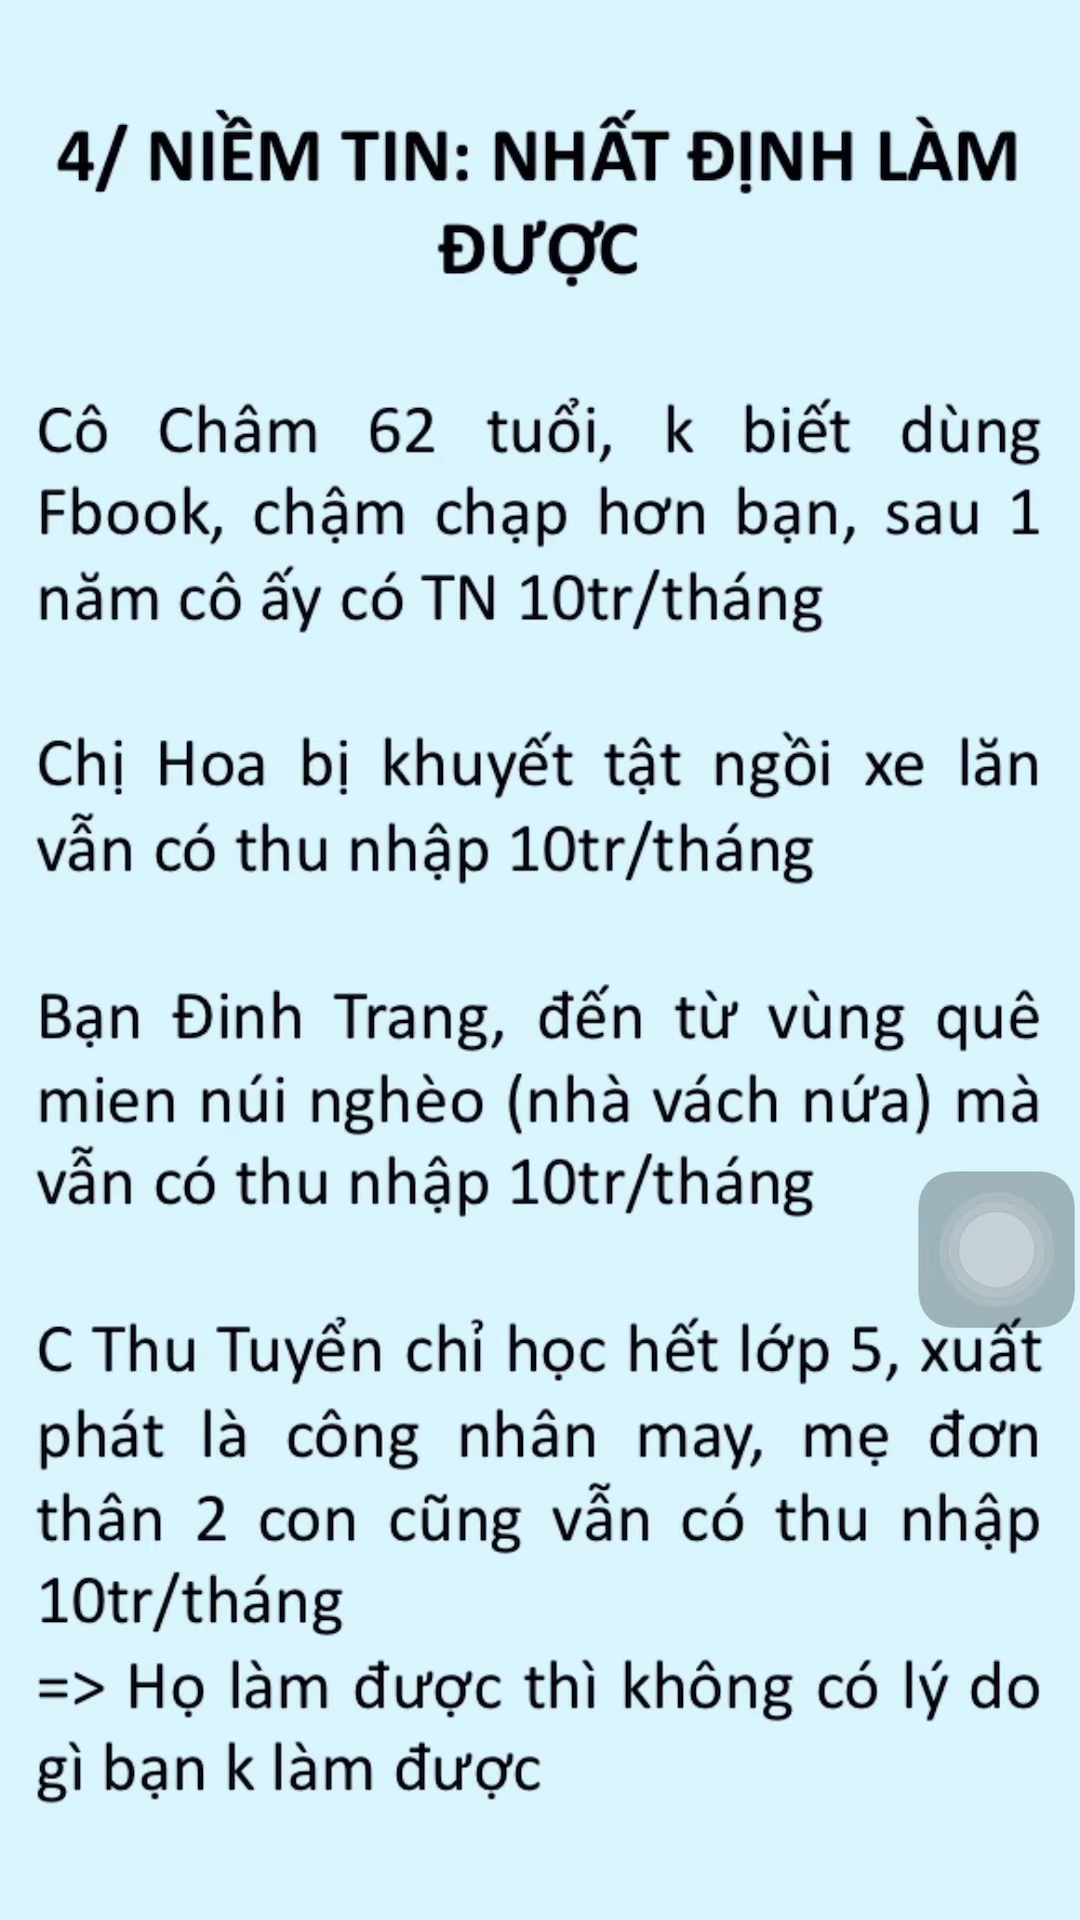 4/ NIỀM TIN: NHẤT ĐỊNH LÀM
ĐƯỢC
Cô Châm 62 tuổi, k biết dùng
Fbook, chậm chạp hơn bạn, sau 1
năm cô ấy có TN 10tr/tháng
Chị Hoa bị khuyết tật ngồi xe lăn
vẫn có thu nhập 10tr/tháng
Bạn Đinh Trang, đến từ vùng quê
mien núi nghèo (nhà vách nứa) mà
vẫn có thu nhập 10tr/tháng
C Thu Tuyển chỉ học hết lớp 5, xuất
phát là công nhân may, mẹ đơn
thân 2 con cũng vẫn có thu nhập
10tr/tháng
=> Họ làm được thì không có lý do
gì bạn k làm được